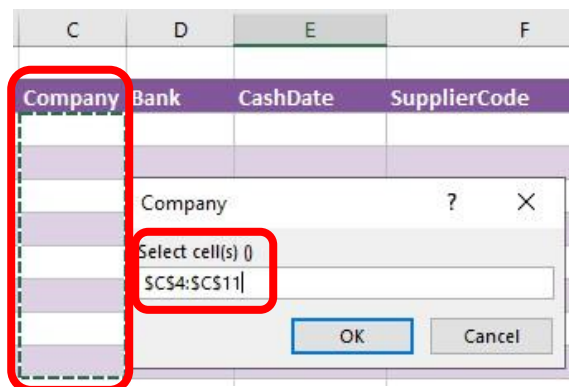 C D E F
Company Bank CashDate SupplierCode
Company ? ×
Select cell(s) ()
$C$4:$C$11
OK Cancel